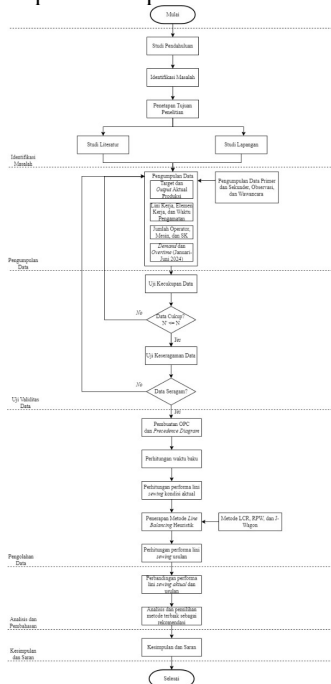 Mulai
Studi Pendahuluan
Identifikasi Masalah
Penetapan Tujuan
Penelitian
Studi Literatur
Studi Lapangan
Identifikasi
Masalah
Pengumpulan Data
Target dan
Output Aktual
Produksi
Lini Kerja, Elemen
Kerja, dan Waktu
Pengamatan
Jumlah Operator,
Mesin, dan SK
Demand dan
Overtime (Januari-
Juni 2024)
Pengumpulan Data Primer
dan Sekunder, Observasi,
dan Wawancara
Pengumpulan
Data
Uji Kecukupan Data
No
Data Cukup?
N' <= N
Yes
Uji Keseragaman Data
No
Data Seragam?
Yes
Uji Validitas
Data
Pembuatan OPC
dan Precedence Diagram
Perhitungan waktu baku
Perhitungan performa lini
sewing kondisi aktual
Penerapan Metode Line
Balancing Heuristik
Metode LCR, RPW, dan J-
Wagon
Perhitungan performa lini
sewing usulan
Pengolahan
Data
Perbandingan performa
lini sewing aktual dan
usulan
Analisis dan pemilihan
metode terbaik sebagai
rekomendasi
Analisis dan
Pembahasan
Kesimpulan dan Saran
Kesimpulan
dan Saran
Selesai